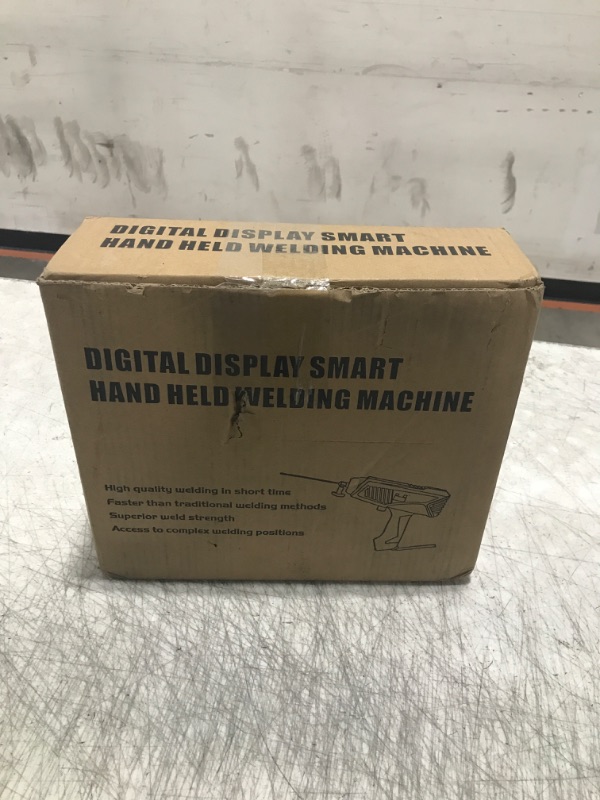 DIGITAL DISPLAY SMART
HAND HELD WELDING MACHINE
DIGITAL DISPLAY SMART
HAND HELD WELDING MACHINE
High quality welding in short time
Faster than traditional welding methods
Superior weld strength
Access to complex welding positions